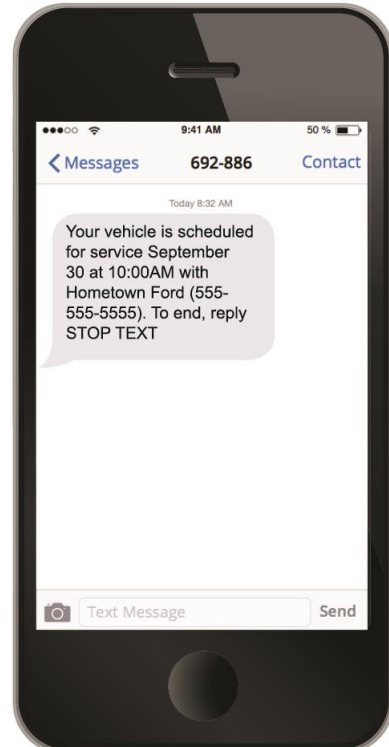 9:41 AM 50 %
Messages 692-886 Contact
Today 8:32 AM
Your vehicle is scheduled
for service September
30 at 10:00AM with
Hometown Ford (555-
555-5555). To end, reply
STOP TEXT
Text Message Send